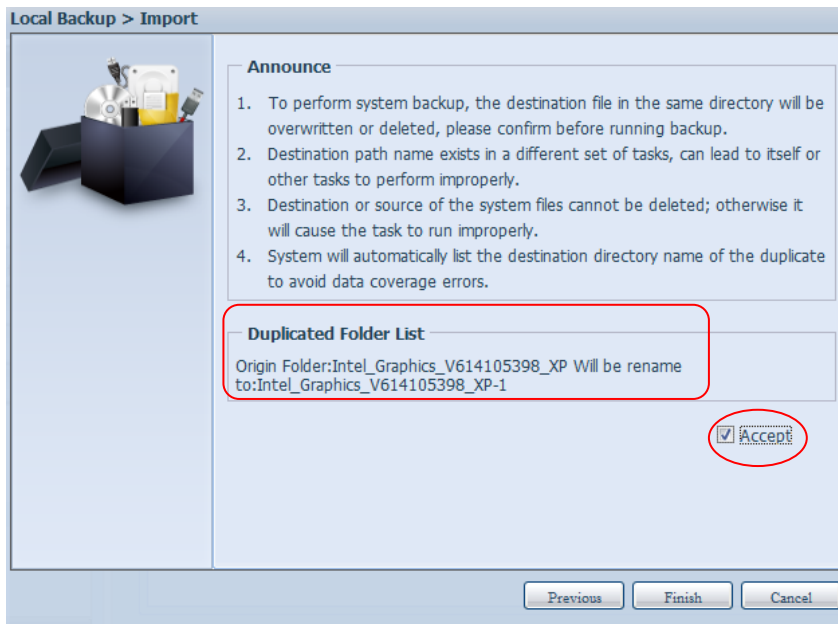 Local Backup > Import
Announce
1. To perform system backup, the destination file in the same directory will be
overwritten or deleted, please confirm before running backup.
2. Destination path name exists in a different set of tasks, can lead to itself or
other tasks to perform improperly.
3. Destination or source of the system files cannot be deleted; otherwise it
will cause the task to run improperly.
4. System will automatically list the destination directory name of the duplicate
to avoid data coverage errors.
Duplicated Folder List
Origin Folder:Intel_Graphics_V614105398_XP Will be rename
to:Intel_Graphics_V614105398_XP-1
Accept
Previous Finish Cancel